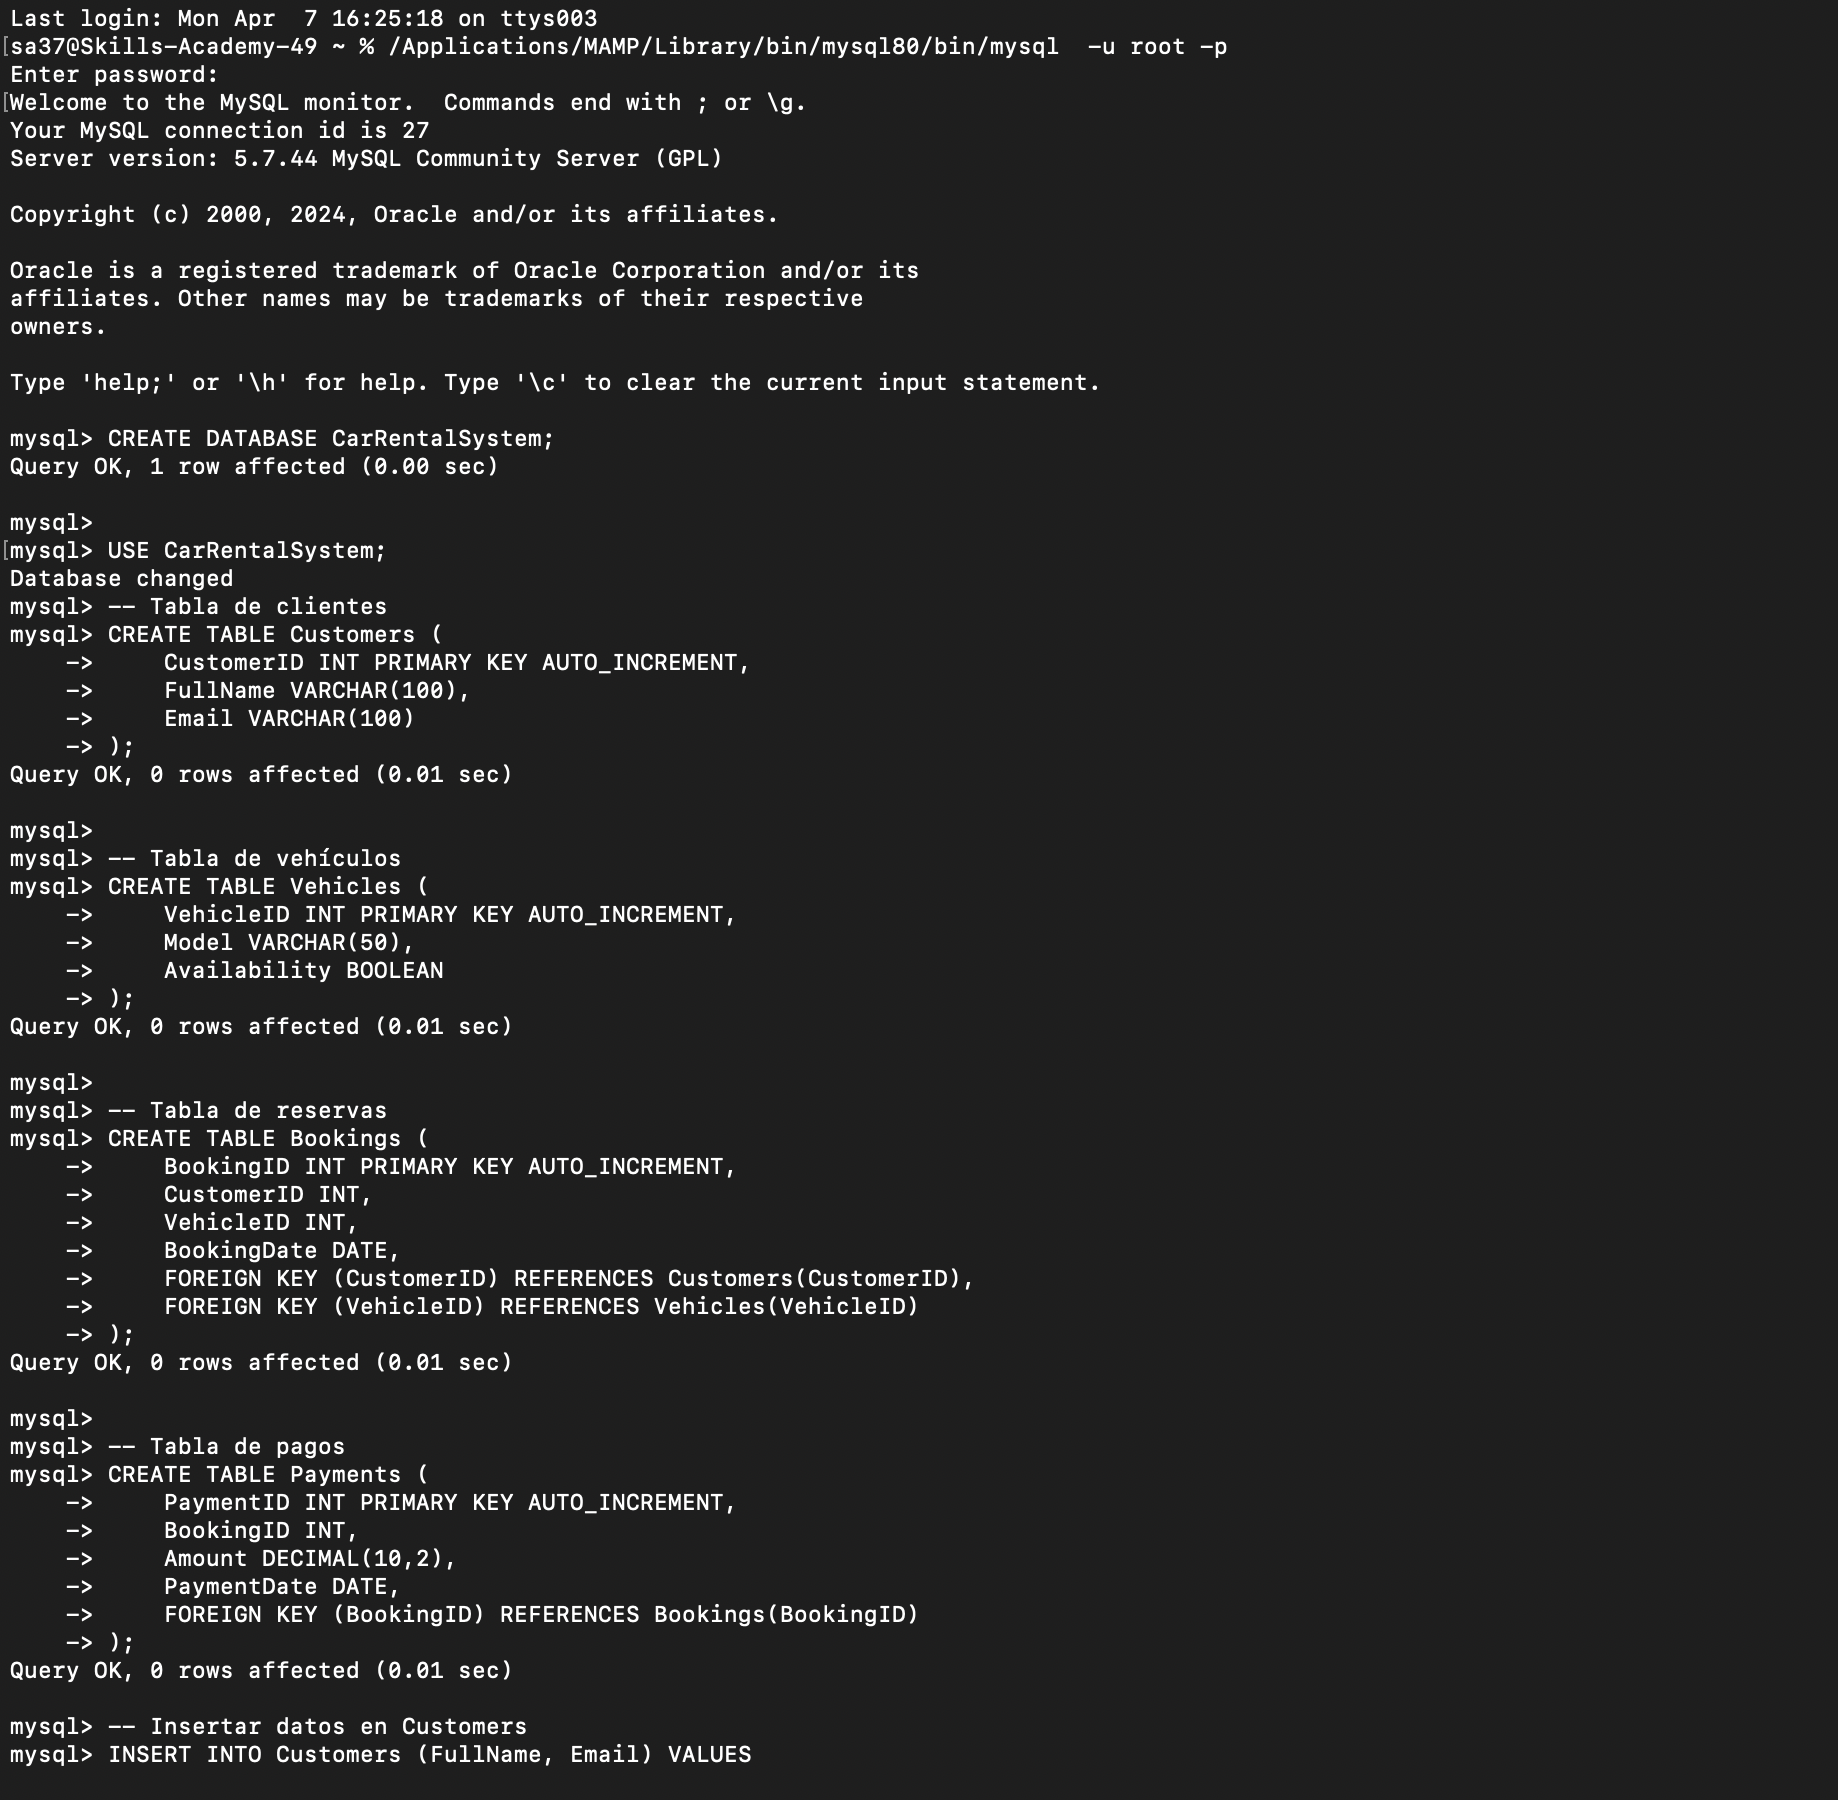 Last login: Mon Apr  7 16:25:18 on ttys003
[sa37@Skills-Academy-49 ~ % /Applications/MAMP/Library/bin/mysql80/bin/mysql  -u root -p
Enter password:
[Welcome to the MySQL monitor.  Commands end with ; or \g.
Your MySQL connection id is 27
Server version: 5.7.44 MySQL Community Server (GPL)

Copyright (c) 2000, 2024, Oracle and/or its affiliates.

Oracle is a registered trademark of Oracle Corporation and/or its
affiliates. Other names may be trademarks of their respective
owners.

Type 'help;' or '\h' for help. Type '\c' to clear the current input statement.

mysql> CREATE DATABASE CarRentalSystem;
Query OK, 1 row affected (0.00 sec)

mysql>
[mysql> USE CarRentalSystem;
Database changed
mysql> -- Tabla de clientes
mysql> CREATE TABLE Customers (
    ->     CustomerID INT PRIMARY KEY AUTO_INCREMENT,
    ->     FullName VARCHAR(100),
    ->     Email VARCHAR(100)
    -> );
Query OK, 0 rows affected (0.01 sec)

mysql>
mysql> -- Tabla de vehículos
mysql> CREATE TABLE Vehicles (
    ->     VehicleID INT PRIMARY KEY AUTO_INCREMENT,
    ->     Model VARCHAR(50),
    ->     Availability BOOLEAN
    -> );
Query OK, 0 rows affected (0.01 sec)

mysql>
mysql> -- Tabla de reservas
mysql> CREATE TABLE Bookings (
    ->     BookingID INT PRIMARY KEY AUTO_INCREMENT,
    ->     CustomerID INT,
    ->     VehicleID INT,
    ->     BookingDate DATE,
    ->     FOREIGN KEY (CustomerID) REFERENCES Customers(CustomerID),
    ->     FOREIGN KEY (VehicleID) REFERENCES Vehicles(VehicleID)
    -> );
Query OK, 0 rows affected (0.01 sec)

mysql>
mysql> -- Tabla de pagos
mysql> CREATE TABLE Payments (
    ->     PaymentID INT PRIMARY KEY AUTO_INCREMENT,
    ->     BookingID INT,
    ->     Amount DECIMAL(10,2),
    ->     PaymentDate DATE,
    ->     FOREIGN KEY (BookingID) REFERENCES Bookings(BookingID)
    -> );
Query OK, 0 rows affected (0.01 sec)

mysql> -- Insertar datos en Customers
mysql> INSERT INTO Customers (FullName, Email) VALUES